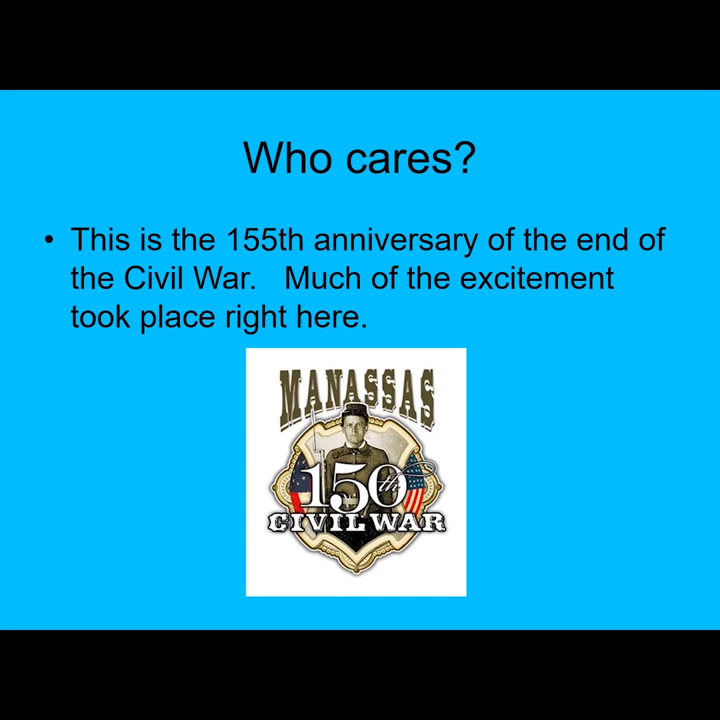 Who cares?
• This is the 155th anniversary of the end of
the Civil War.   Much of the excitement
took place right here.
MANASSAS
150th
CIVIL WAR